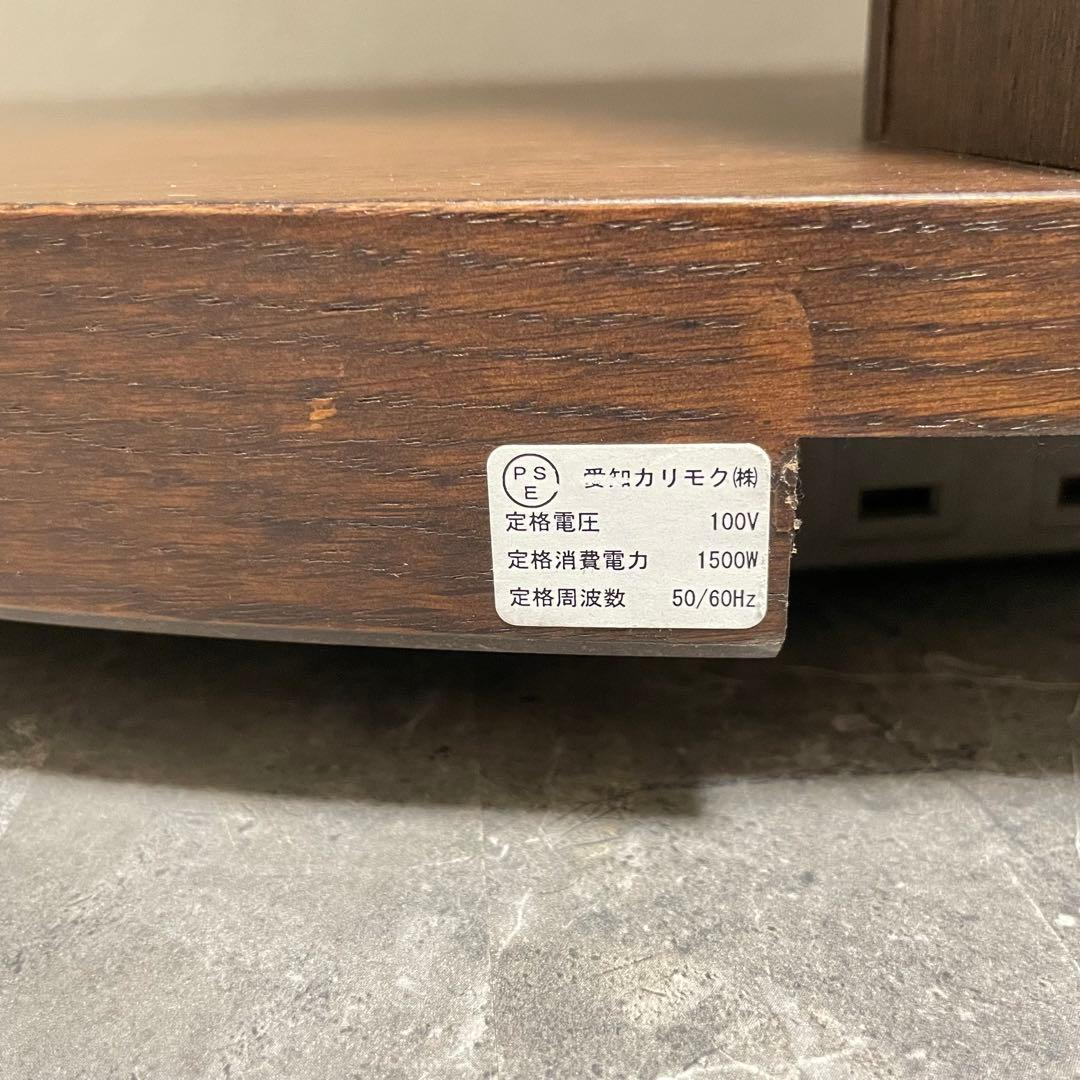 PSE 愛知カリモク㈱
定格電圧 100V
定格消費電力 1500W
定格周波数 50/60Hz